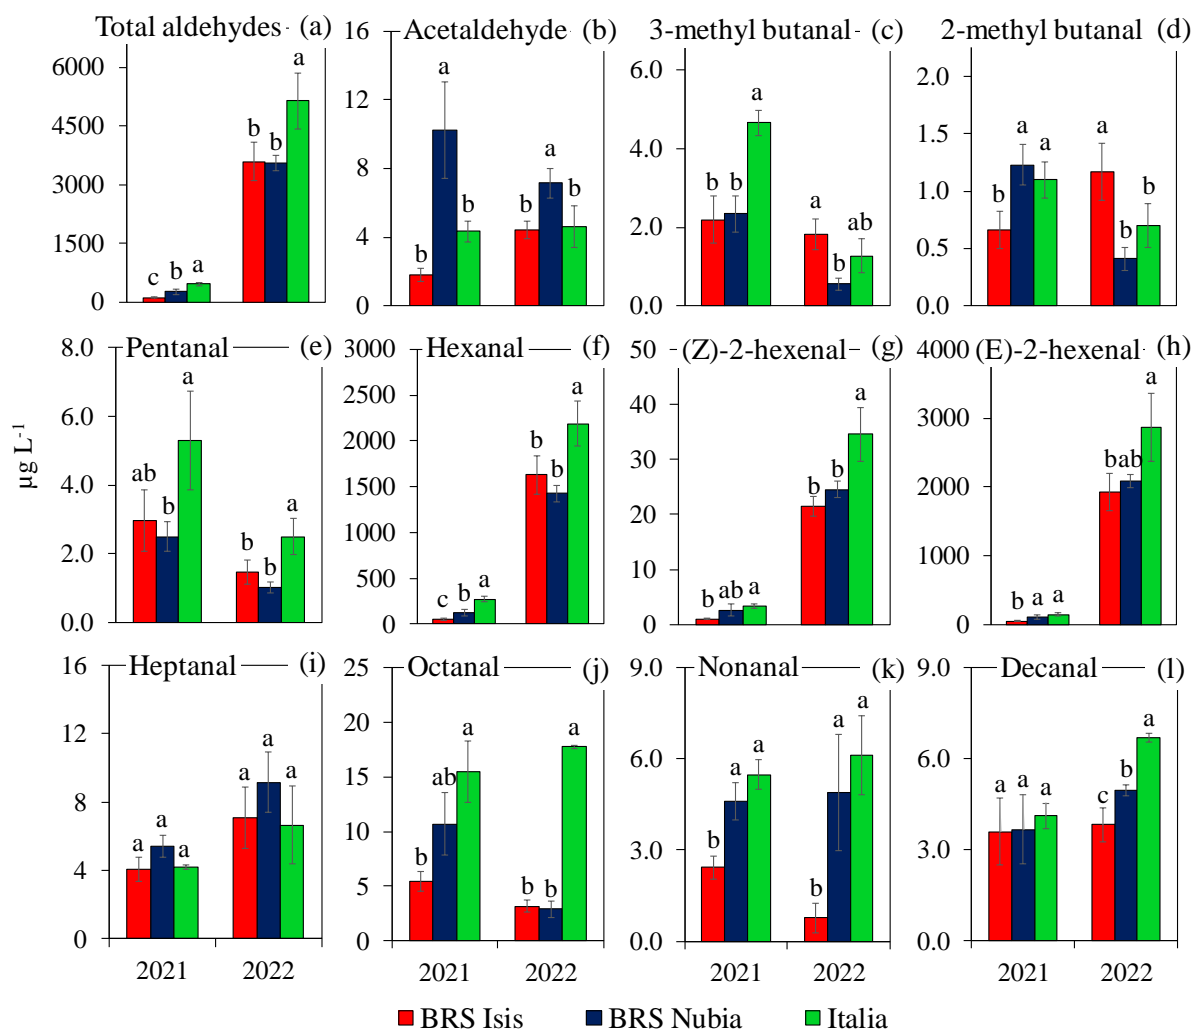 Total aldehydes (a)
6000
4500
3000
1500
0
c b a
b b a
Acetaldehyde (b)
16
12
8
4
0
b a b
b a b
3-methyl butanal (c)
6.0
4.0
2.0
0.0
b b a
a b ab
2-methyl butanal (d)
2.0
1.5
1.0
0.5
0.0
b a a
a b b
µg L-1
Pentanal (e)
8.0
6.0
4.0
2.0
0.0
ab b a
b b a
Hexanal (f)
3000
2500
2000
1500
1000
500
0
c b a
b b a
(Z)-2-hexenal (g)
50
40
30
20
10
0
b ab a
b b a
(E)-2-hexenal (h)
4000
3000
2000
1000
0
b a a
b ab a
Heptanal (i)
16
12
8
4
0
a a a
a a a
2021 2022
Octanal (j)
25
20
15
10
5
0
b ab a
b b a
2021 2022
Nonanal (k)
9.0
6.0
3.0
0.0
b a a
b a a
2021 2022
Decanal (l)
9.0
6.0
3.0
0.0
a a a
c b a
2021 2022
BRS Isis BRS Nubia Italia